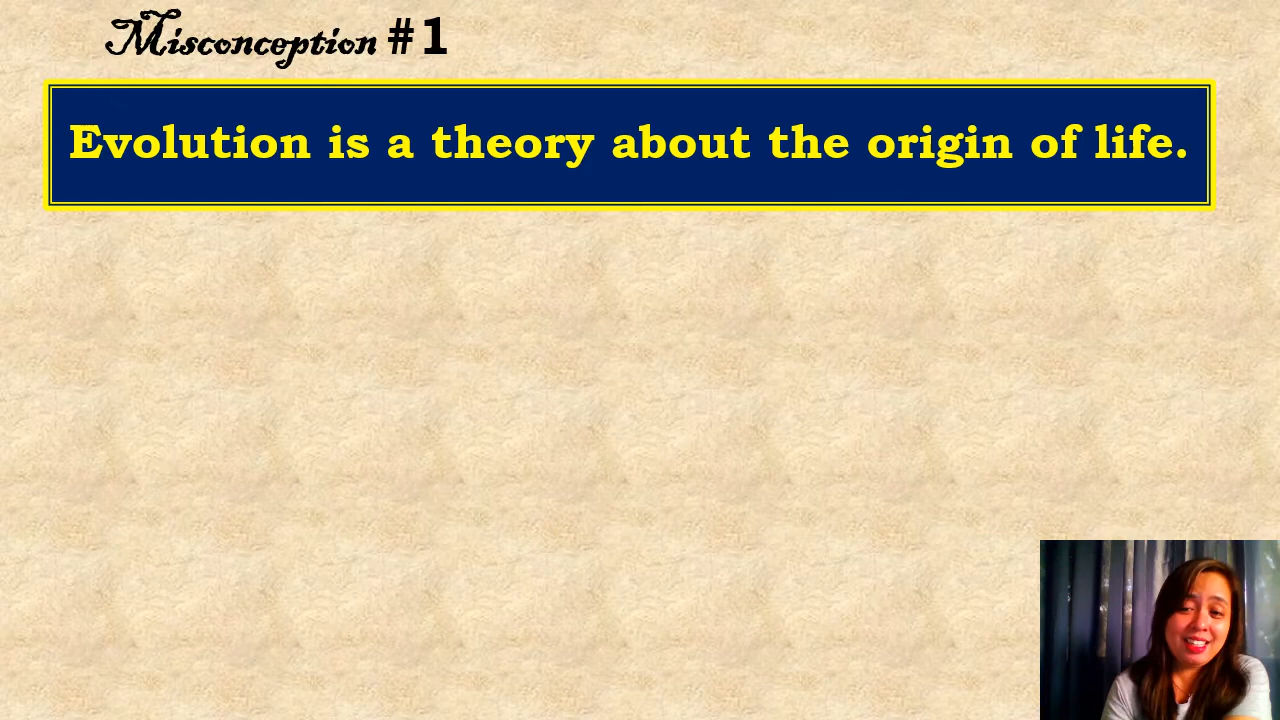 Misconception #1
Evolution is a theory about the origin of life.